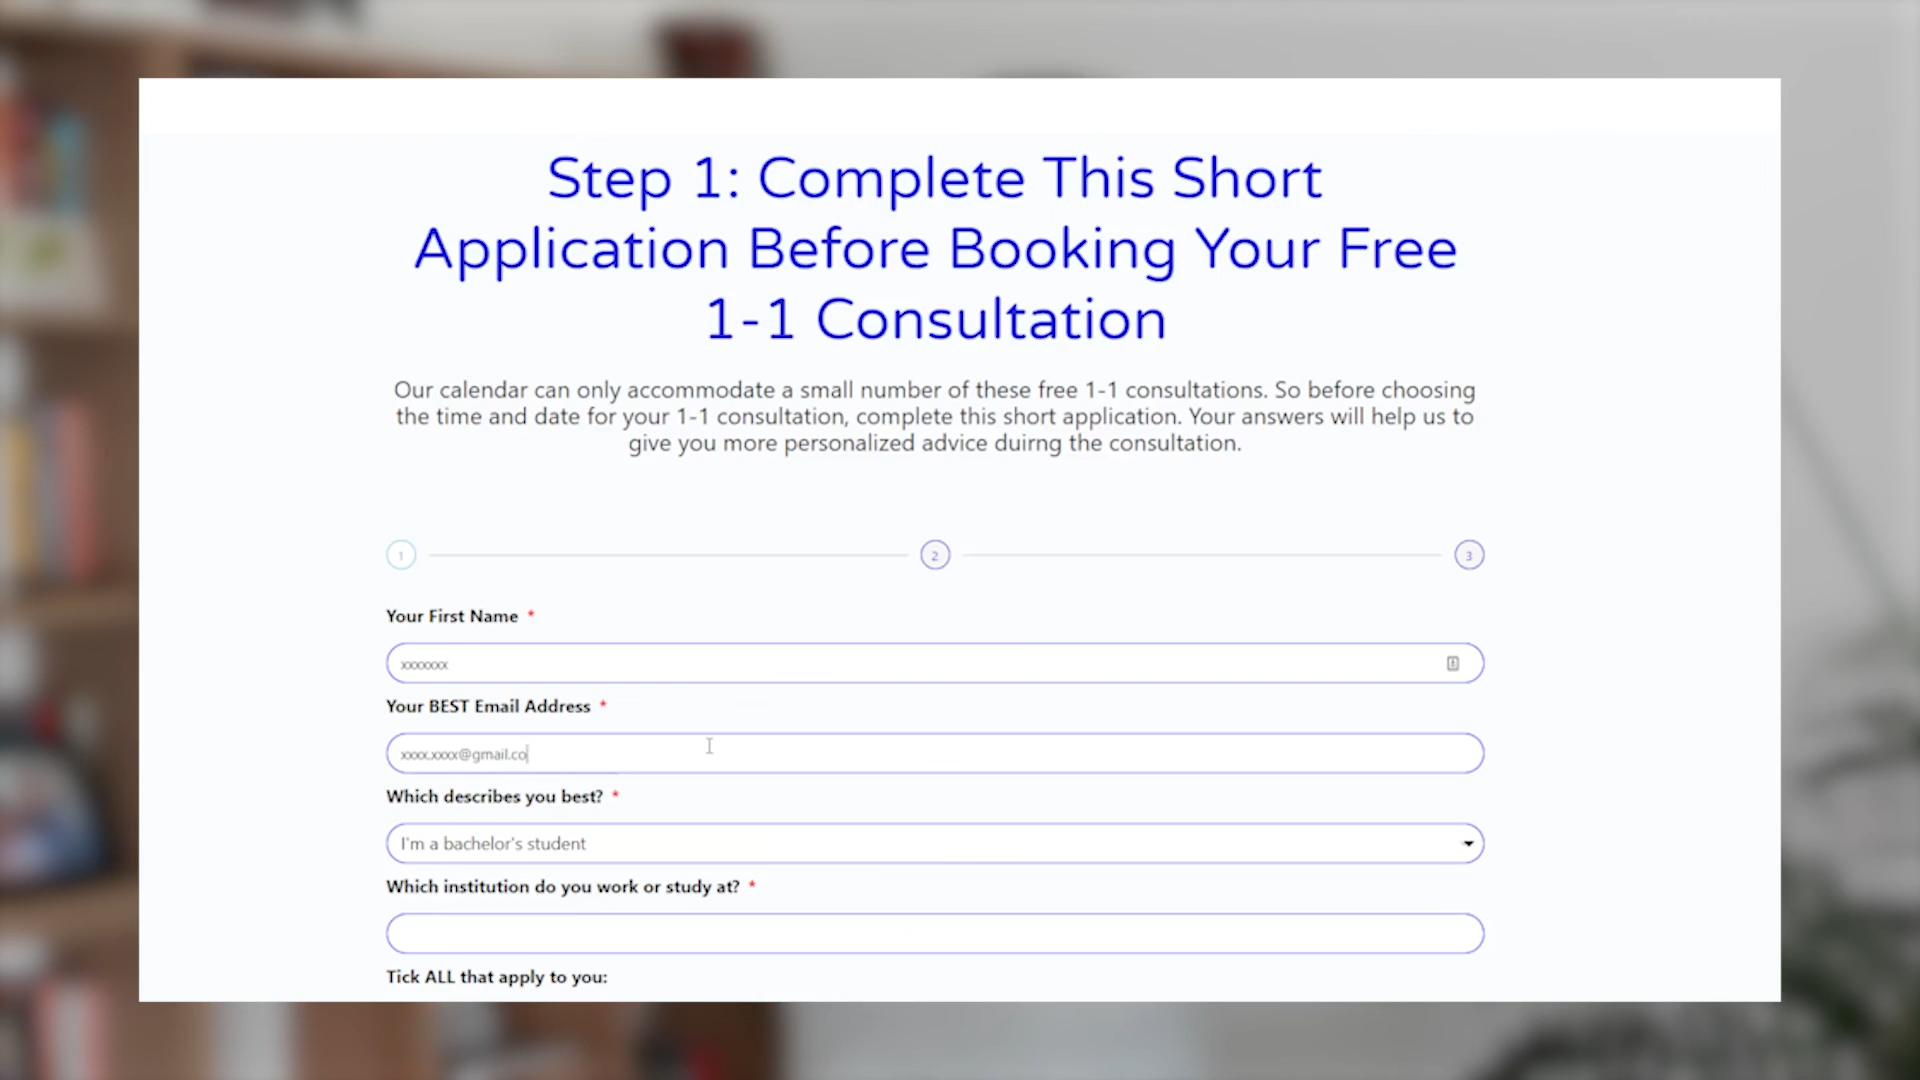 Step 1: Complete This Short
Application Before Booking Your Free
1-1 Consultation
Our calendar can only accommodate a small number of these free 1-1 consultations. So before choosing
the time and date for your 1-1 consultation, complete this short application. Your answers will help us to
give you more personalized advice duirng the consultation.
1 2 3
Your First Name *
xxxxxxx
Your BEST Email Address *
xxxx.xxxx@gmail.co
Which describes you best? *
I'm a bachelor's student
Which institution do you work or study at? *
Tick ALL that apply to you: